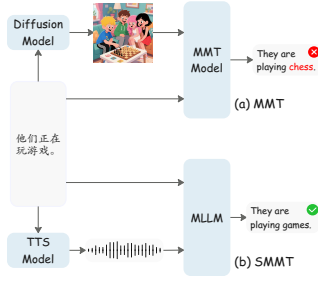 Diffusion
Model
MMT
Model
They are
playing chess.
(a) MMT
他们正在
玩游戏。
MLLM
They are
playing games.
TTS
Model
(b) SMMT